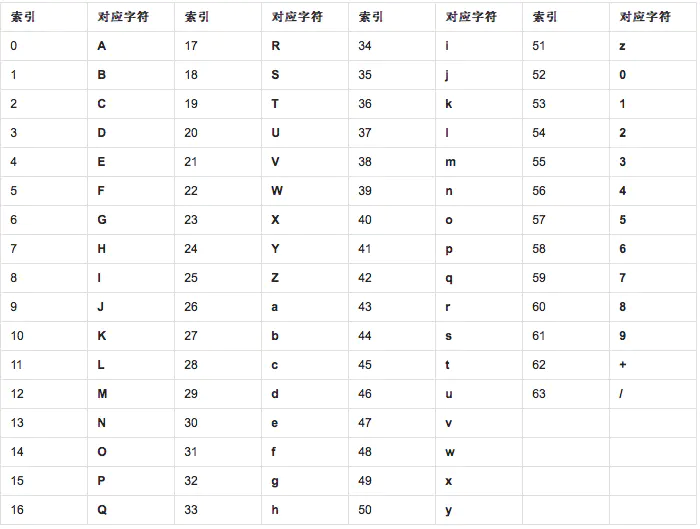 索引 对应字符 索引 对应字符 索引 对应字符 索引 对应字符
0 A 17 R 34 i 51 z
1 B 18 S 35 j 52 0
2 C 19 T 36 k 53 1
3 D 20 U 37 l 54 2
4 E 21 V 38 m 55 3
5 F 22 W 39 n 56 4
6 G 23 X 40 o 57 5
7 H 24 Y 41 p 58 6
8 I 25 Z 42 q 59 7
9 J 26 a 43 r 60 8
10 K 27 b 44 s 61 9
11 L 28 c 45 t 62 +
12 M 29 d 46 u 63 /
13 N 30 e 47 v
14 O 31 f 48 w
15 P 32 g 49 x
16 Q 33 h 50 y